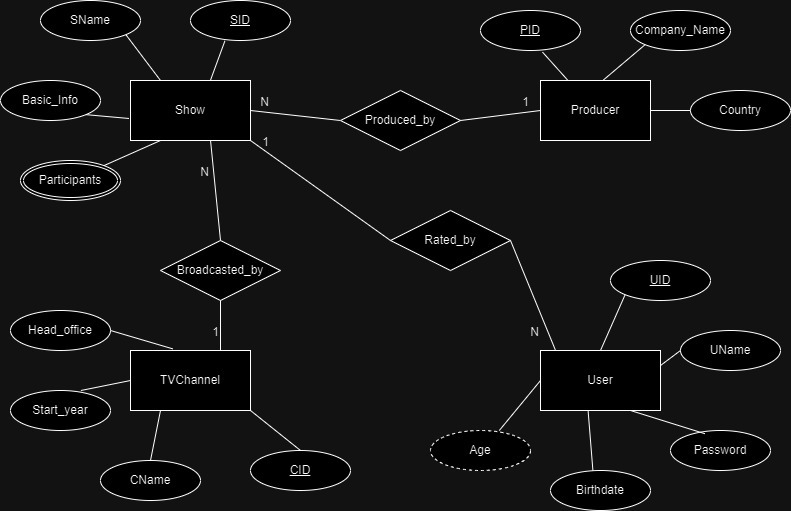 SName
SID
PID
Company_Name
Basic_Info
Show
N
Produced_by
1
Producer
Country
Participants
N
1
Broadcasted_by
Rated_by
UID
Head_office
1
N
UName
TVChannel
User
Start_year
Age
Password
CName
CID
Birthdate